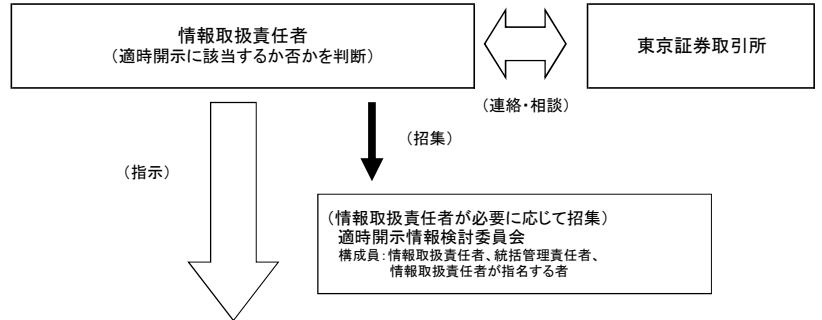 情報取扱責任者
（適時開示に該当するか否かを判断）
東京証券取引所
（連絡・相談）
（招集）
（指示）
（情報取扱責任者が必要に応じて招集）
適時開示情報検討委員会
構成員：情報取扱責任者、統括管理責任者、
情報取扱責任者が指名する者